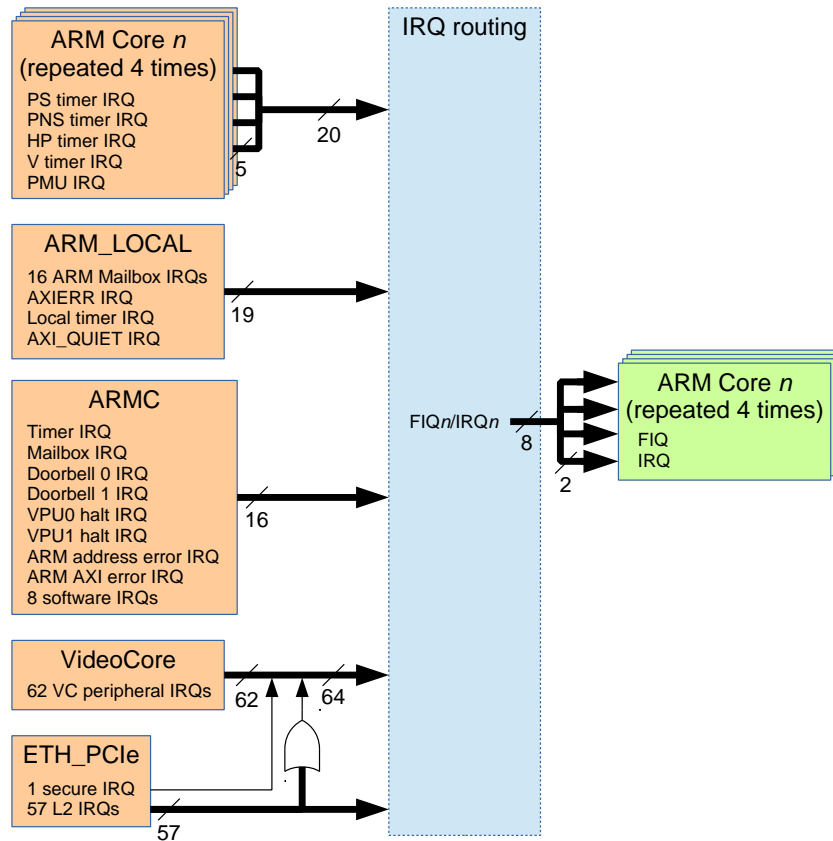 ARM Core n
(repeated 4 times)
PS timer IRQ
PNS timer IRQ
HP timer IRQ
V timer IRQ
PMU IRQ
5
20
IRQ routing
ARM_LOCAL
16 ARM Mailbox IRQs
AXIERR IRQ
Local timer IRQ
AXI_QUIET IRQ
19
ARMC
Timer IRQ
Mailbox IRQ
Doorbell 0 IRQ
Doorbell 1 IRQ
VPU0 halt IRQ
VPU1 halt IRQ
ARM address error IRQ
ARM AXI error IRQ
8 software IRQs
16
VideoCore
62 VC peripheral IRQs
62
64
ETH_PCIe
1 secure IRQ
57 L2 IRQs
57
FIQn/IRQn
8
2
ARM Core n
(repeated 4 times)
FIQ
IRQ